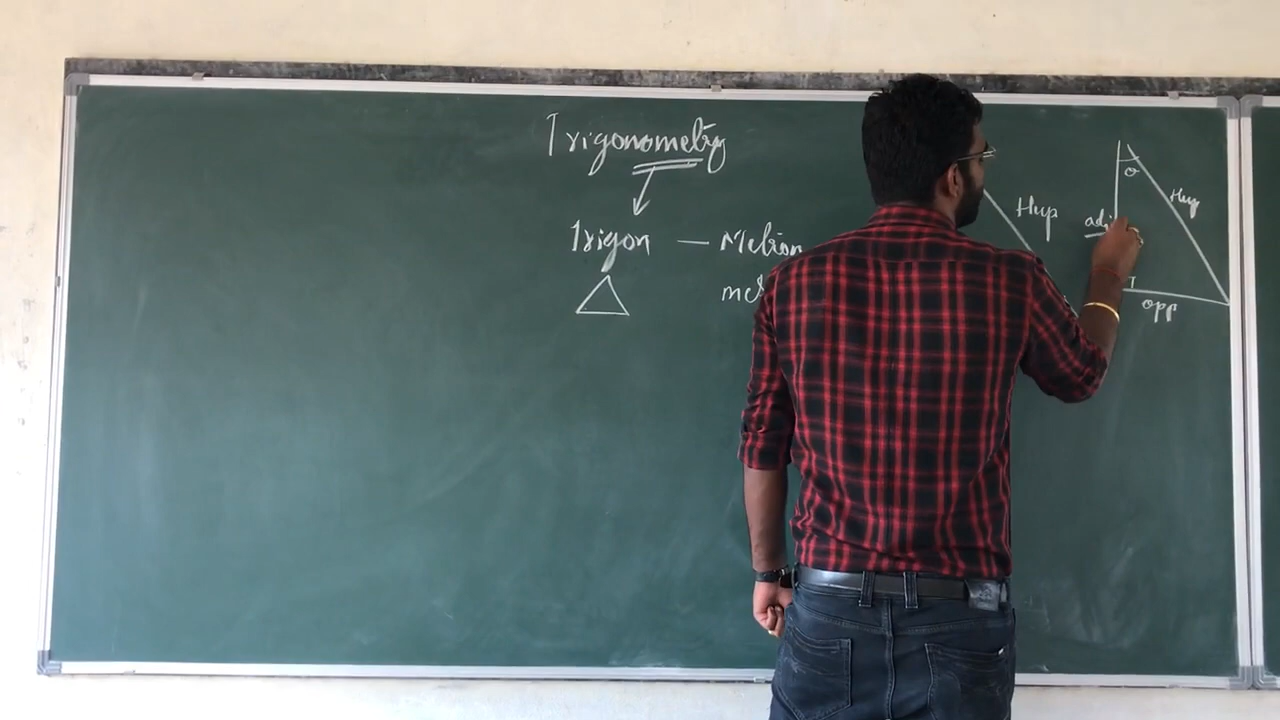 Trigonometry
Trigon — Metron
Hyp
θ
Hyp
adj
opp